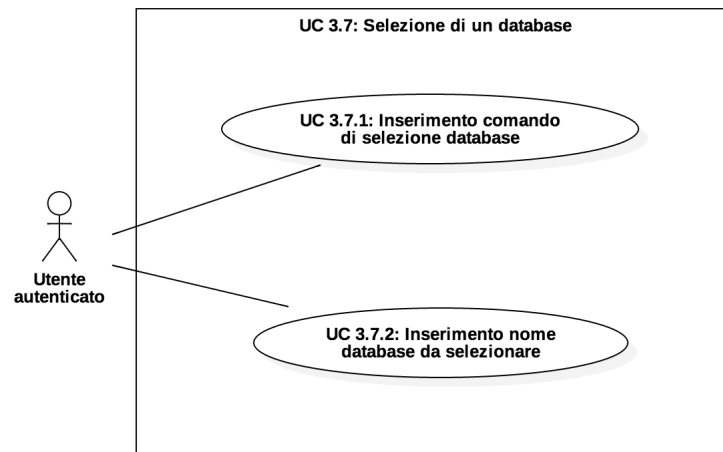 UC 3.7: Selezione di un database
UC 3.7.1: Inserimento comando
di selezione database
Utente
autenticato
UC 3.7.2: Inserimento nome
database da selezionare